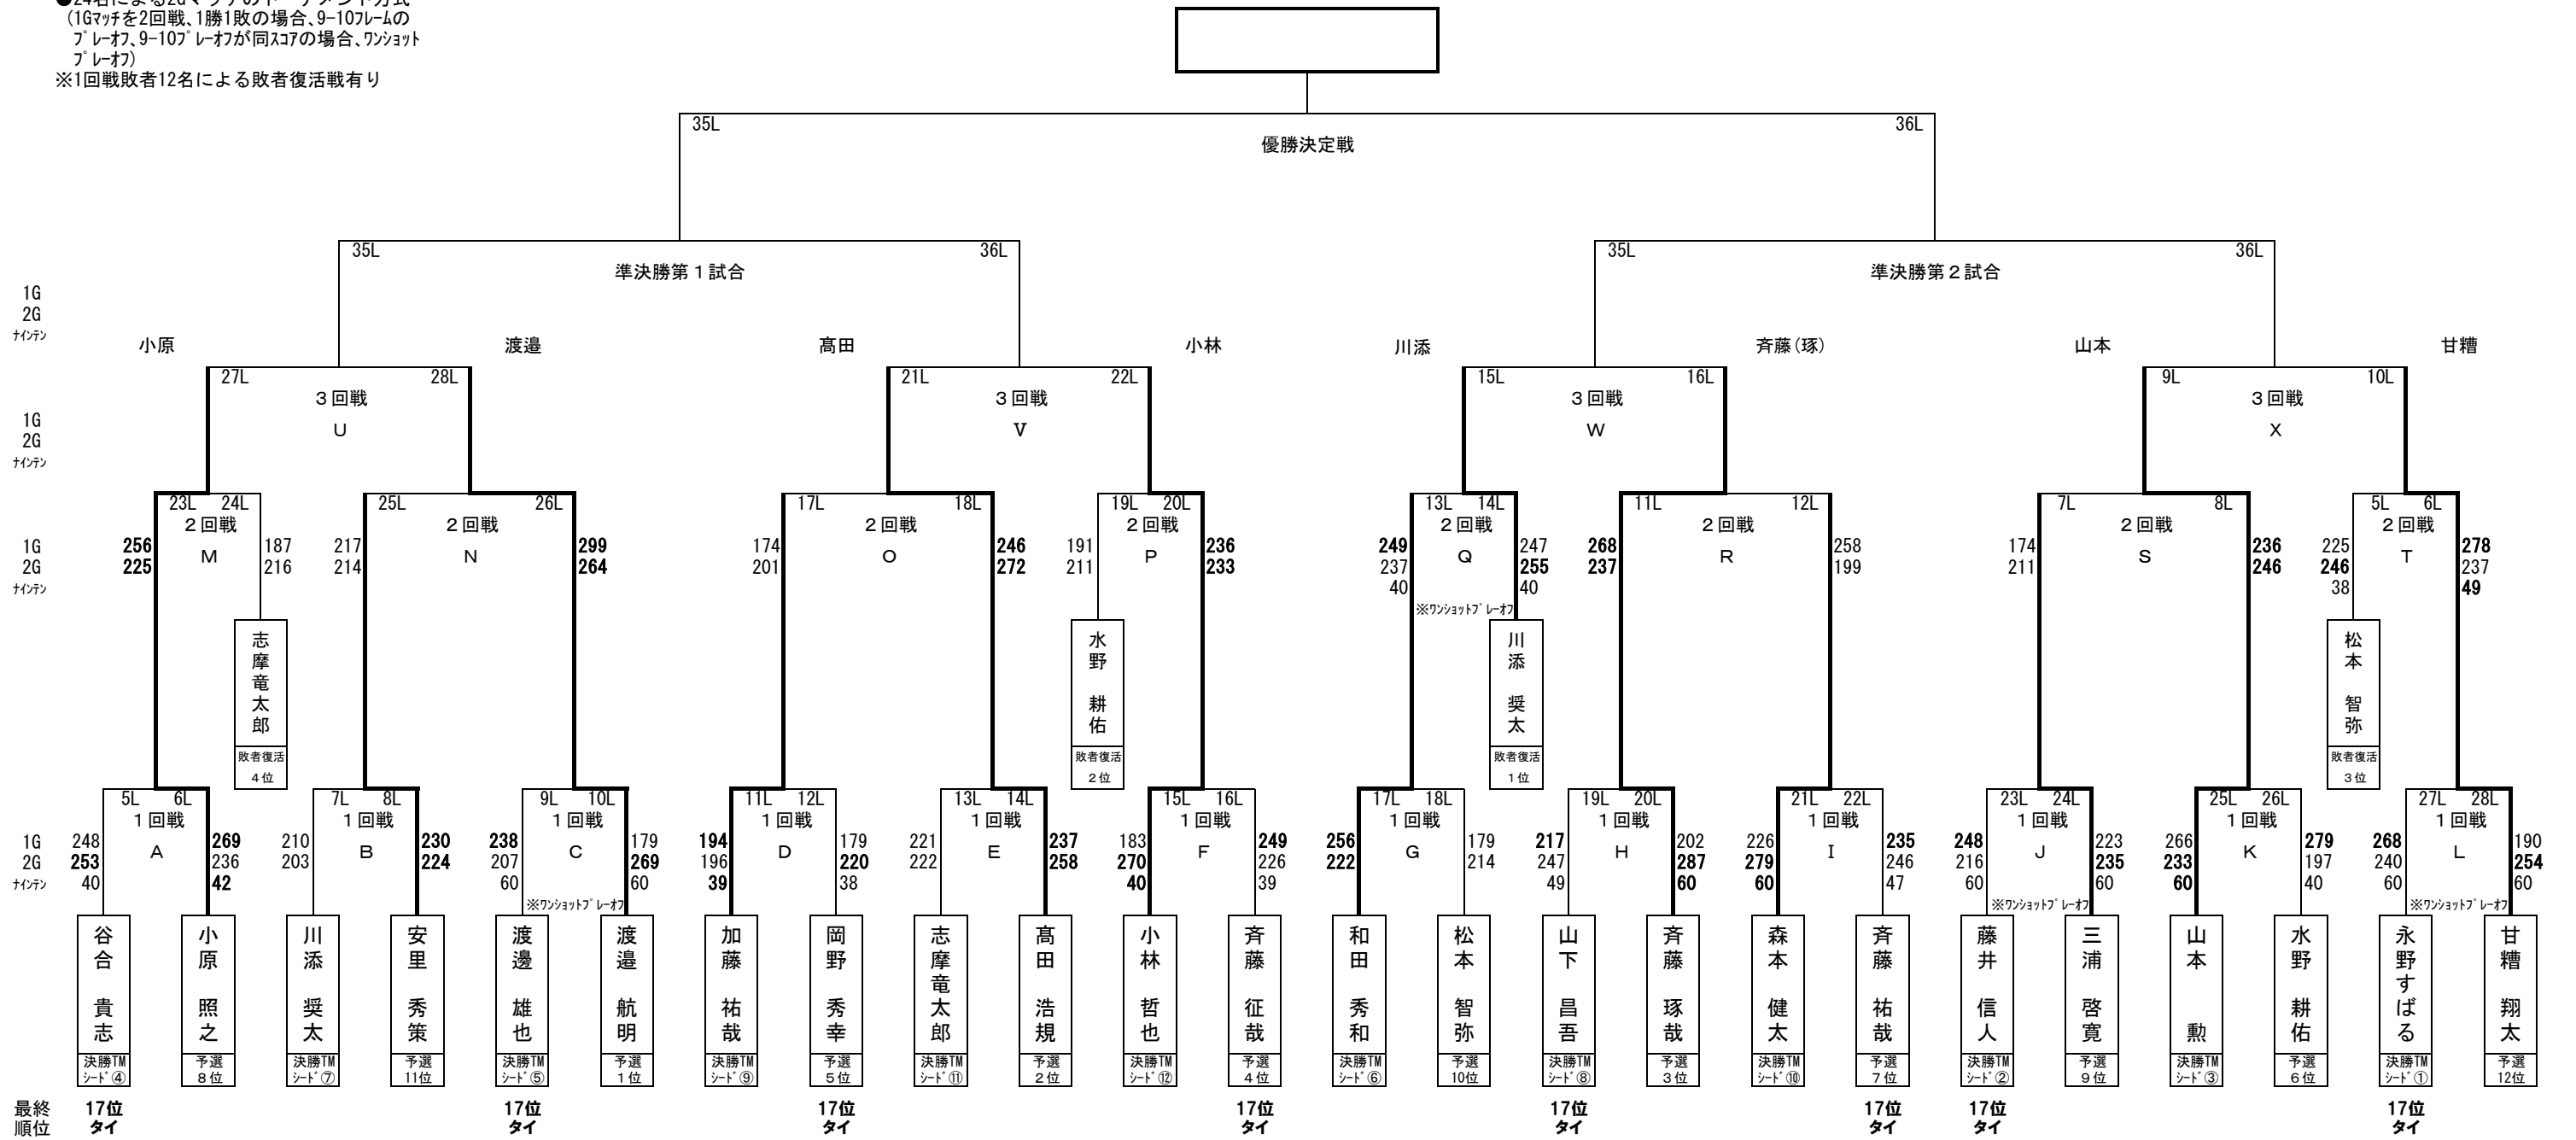 ●24名による2Gマッチのトーナメント方式
(1Gﾏｯﾁを2回戦、1勝1敗の場合、9-10ﾌﾚｰﾑの
ﾌﾟﾚｰｵﾌ、9-10ﾌﾟﾚｰｵﾌが同ｽｺｱの場合、ﾜﾝｼｮｯﾄ
ﾌﾟﾚｰｵﾌ)
※1回戦敗者12名による敗者復活戦有り
35L 36L
優勝決定戦
35L 36L 35L 36L
準決勝第１試合 準決勝第２試合
1G
2G
ﾅｲﾝﾃﾝ
小原 渡邉 髙田 小林 川添 斉藤(琢) 山本 甘糟
27L 28L 21L 22L 15L 16L 9L 10L
３回戦 ３回戦 ３回戦 ３回戦
1G U V W X
2G
ﾅｲﾝﾃﾝ
23L 24L 25L 26L 17L 18L 19L 20L 13L 14L 11L 12L 7L 8L 5L 6L
２回戦 ２回戦 ２回戦 ２回戦 ２回戦 ２回戦 ２回戦 ２回戦
M N O P Q R S T
1G 256 187 217 299 174 246 191 236 249 247 268 258 174 236 225 278
2G 225 216 214 264 201 272 211 233 237 255 237 199 211 246 246 237
ﾅｲﾝﾃﾝ 40 40 38 49
※ﾜﾝｼｮｯﾄﾌﾟﾚｰｵﾌ
志摩竜太郎 水野 耕佑 川添 奨太 松本 智弥
敗者復活 敗者復活 敗者復活 敗者復活
４位 ２位 １位 ３位
5L 6L 7L 8L 9L 10L 11L 12L 13L 14L 15L 16L 17L 18L 19L 20L 21L 22L 23L 24L 25L 26L 27L 28L
１回戦 １回戦 １回戦 １回戦 １回戦 １回戦 １回戦 １回戦 １回戦 １回戦 １回戦 １回戦
A B C D E F G H I J K L
1G 248 269 210 230 238 179 194 179 221 237 183 249 256 179 217 202 226 235 248 223 266 279 268 190
2G 253 236 203 224 207 269 196 220 222 258 270 226 222 214 247 287 279 246 216 235 233 197 240 254
ﾅｲﾝﾃﾝ 40 42 60 60 39 38 40 39 49 60 60 47 60 60 60 40 60 60
※ﾜﾝｼｮｯﾄﾌﾟﾚｰｵﾌ ※ﾜﾝｼｮｯﾄﾌﾟﾚｰｵﾌ ※ﾜﾝｼｮｯﾄﾌﾟﾚｰｵﾌ
谷合 貴志 小原 照之 川添 奨太 安里 秀策 渡邊 雄也 渡邉 航明 加藤 祐哉 岡野 秀幸 志摩竜太郎 髙田 浩規 小林 哲也 斉藤 征哉 和田 秀和 松本 智弥 山下 昌吾 斉藤 琢哉 森本 健太 斉藤 祐哉 藤井 信人 三浦 啓寛 山本 勲 水野 耕佑 永野すばる 甘糟 翔太
決勝TM 予選 決勝TM 予選 決勝TM 予選 決勝TM 予選 決勝TM 予選 決勝TM 予選 決勝TM 予選 決勝TM 予選 決勝TM 予選 決勝TM 予選 決勝TM 予選 決勝TM 予選
ｼｰﾄﾞ④ ８位 ｼｰﾄﾞ⑦ 11位 ｼｰﾄﾞ⑤ １位 ｼｰﾄﾞ⑨ ５位 ｼｰﾄﾞ⑪ ２位 ｼｰﾄﾞ⑫ ４位 ｼｰﾄﾞ⑥ 10位 ｼｰﾄﾞ⑧ ３位 ｼｰﾄﾞ⑩ ７位 ｼｰﾄﾞ② ９位 ｼｰﾄﾞ③ ６位 ｼｰﾄﾞ① 12位
最終 17位 17位 17位 17位 17位 17位 17位 17位
順位 タイ タイ タイ タイ タイ タイ タイ タイ